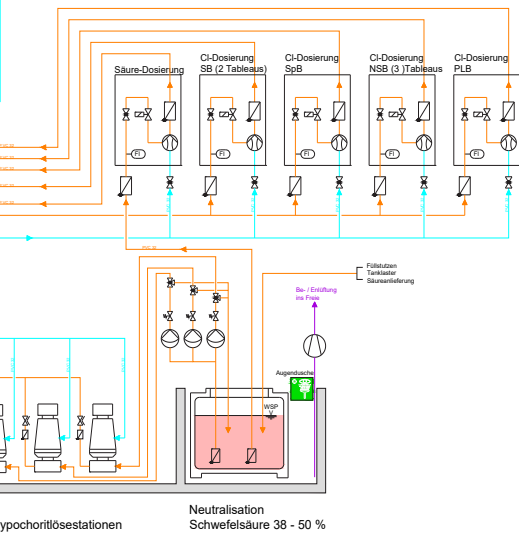 Säure-Dosierung
Cl-Dosierung
SB (2 Tableaus)
Cl-Dosierung
SpB
Cl-Dosierung
NSB (3 )Tableaus
Cl-Dosierung
PLB
FI
FI
FI
FI
FI
Füllstutzen
Tanklaster
Säureanlieferung
Be- / Entlüftung
ins Freie
Augendusche
WSP
ypochoritlösestationen
Neutralisation
Schwefelsäure 38 - 50 %